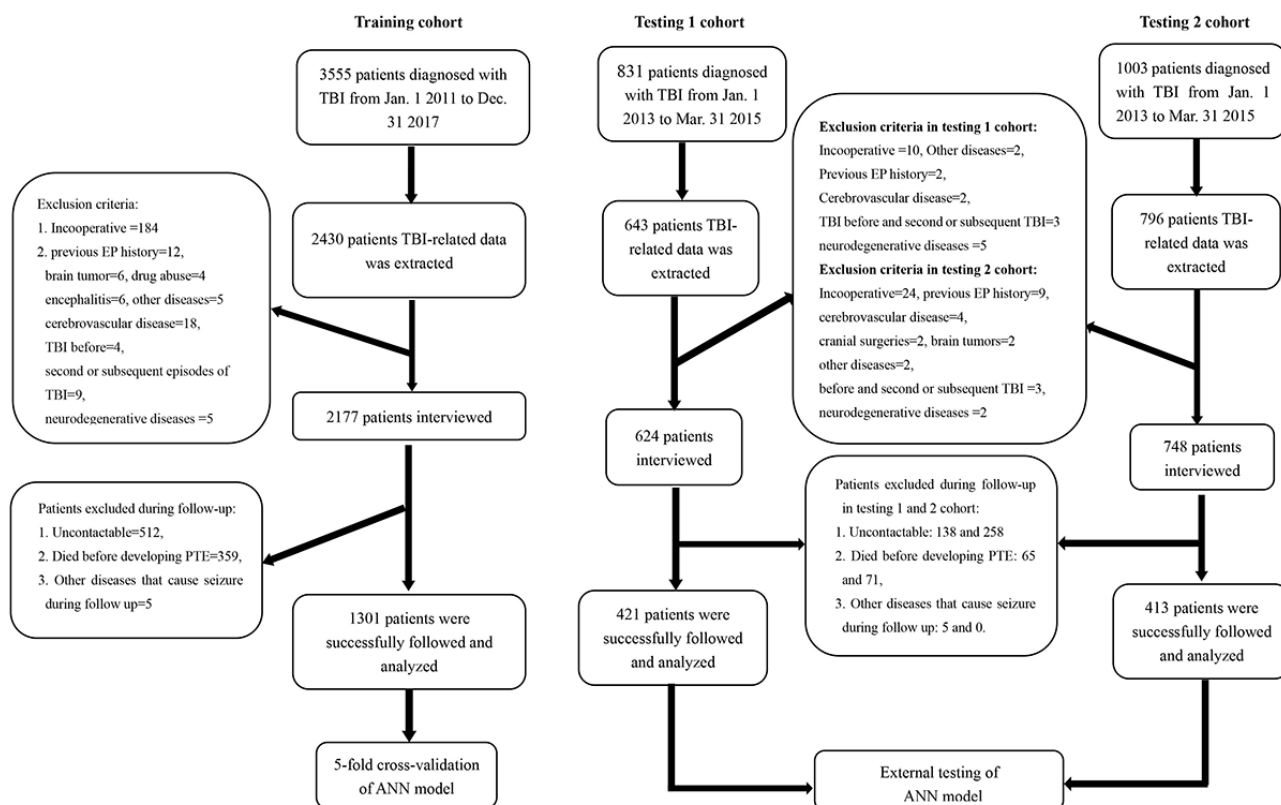 Training cohort
3555 patients diagnosed with
TBI from Jan. 1 2011 to Dec.
31 2017
Exclusion criteria:
1. Incooperative =184
2. previous EP history=12,
brain tumor=6, drug abuse=4
encephalitis=6, other diseases=5
cerebrovascular disease=18,
TBI before=4,
second or subsequent episodes of
TBI=9,
neurodegenerative diseases =5
2430 patients TBI-related data
was extracted
2177 patients interviewed
Patients excluded during follow-up:
1. Uncontactable=512,
2. Died before developing PTE=359,
3. Other diseases that cause seizure
during follow up=5
1301 patients were
successfully followed and
analyzed
5-fold cross-validation
of ANN model
Testing 1 cohort
831 patients diagnosed
with TBI from Jan. 1
2013 to Mar. 31 2015
643 patients TBI-
related data was
extracted
624 patients
interviewed
421 patients were
successfully followed
and analyzed
Exclusion criteria in testing 1 cohort:
Incooperative =10, Other diseases=2,
Previous EP history=2,
Cerebrovascular disease=2,
TBI before and second or subsequent TBI=3
neurodegenerative diseases =5
Exclusion criteria in testing 2 cohort:
Incooperative=24, previous EP history=9,
cerebrovascular disease=4,
cranial surgeries=2, brain tumors=2
other diseases=2,
before and second or subsequent TBI =3,
neurodegenerative diseases =2
Patients excluded during follow-up
in testing 1 and 2 cohort:
1. Uncontactable: 138 and 258
2. Died before developing PTE: 65
and 71,
3. Other diseases that cause seizure
during follow up: 5 and 0.
Testing 2 cohort
1003 patients diagnosed
with TBI from Jan. 1
2013 to Mar. 31 2015
796 patients TBI-
related data was
extracted
748 patients
interviewed
413 patients were
successfully followed
and analyzed
External testing of
ANN model